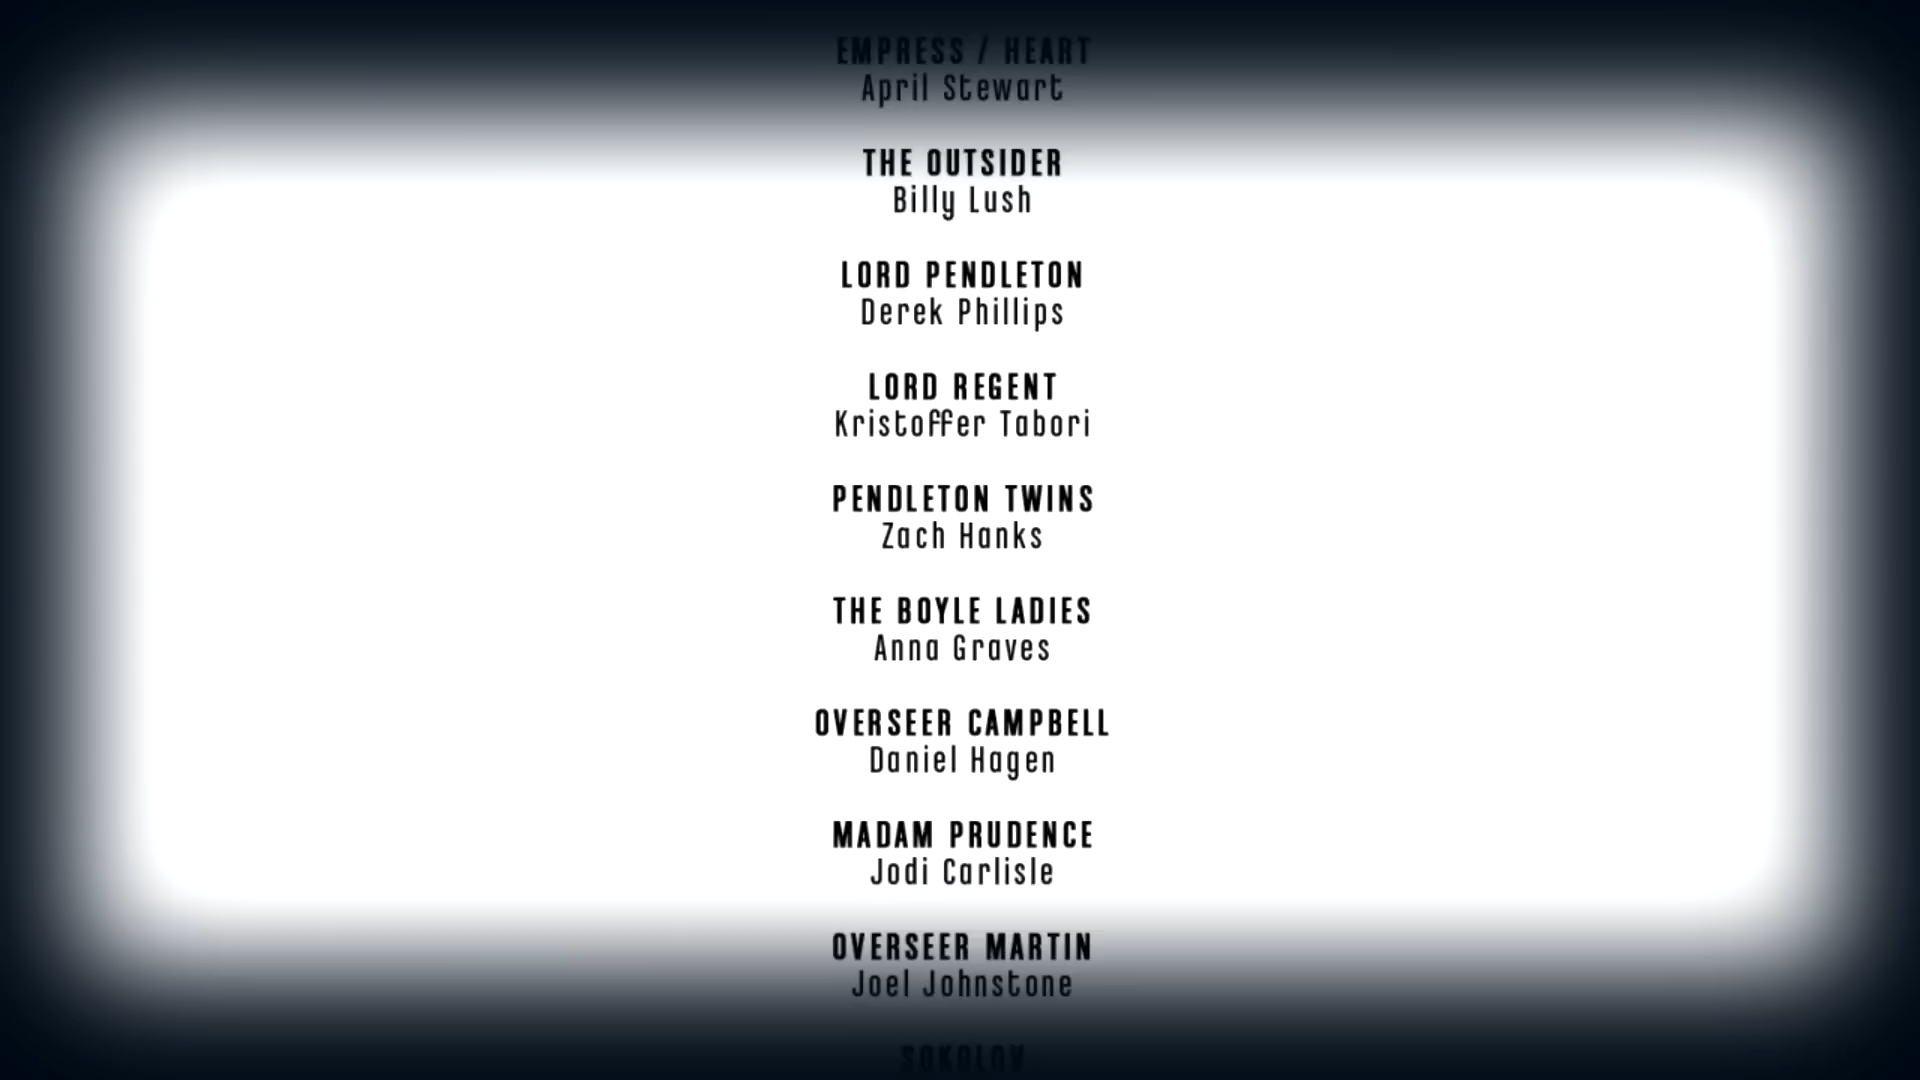 EMPRESS / HEART
April Stewart
THE OUTSIDER
Billy Lush
LORD PENDLETON
Derek Phillips
LORD REGENT
Kristoffer Tabori
PENDLETON TWINS
Zach Hanks
THE BOYLE LADIES
Anna Graves
OVERSEER CAMPBELL
Daniel Hagen
MADAM PRUDENCE
Jodi Carlisle
OVERSEER MARTIN
Joel Johnstone
SOKOLOV